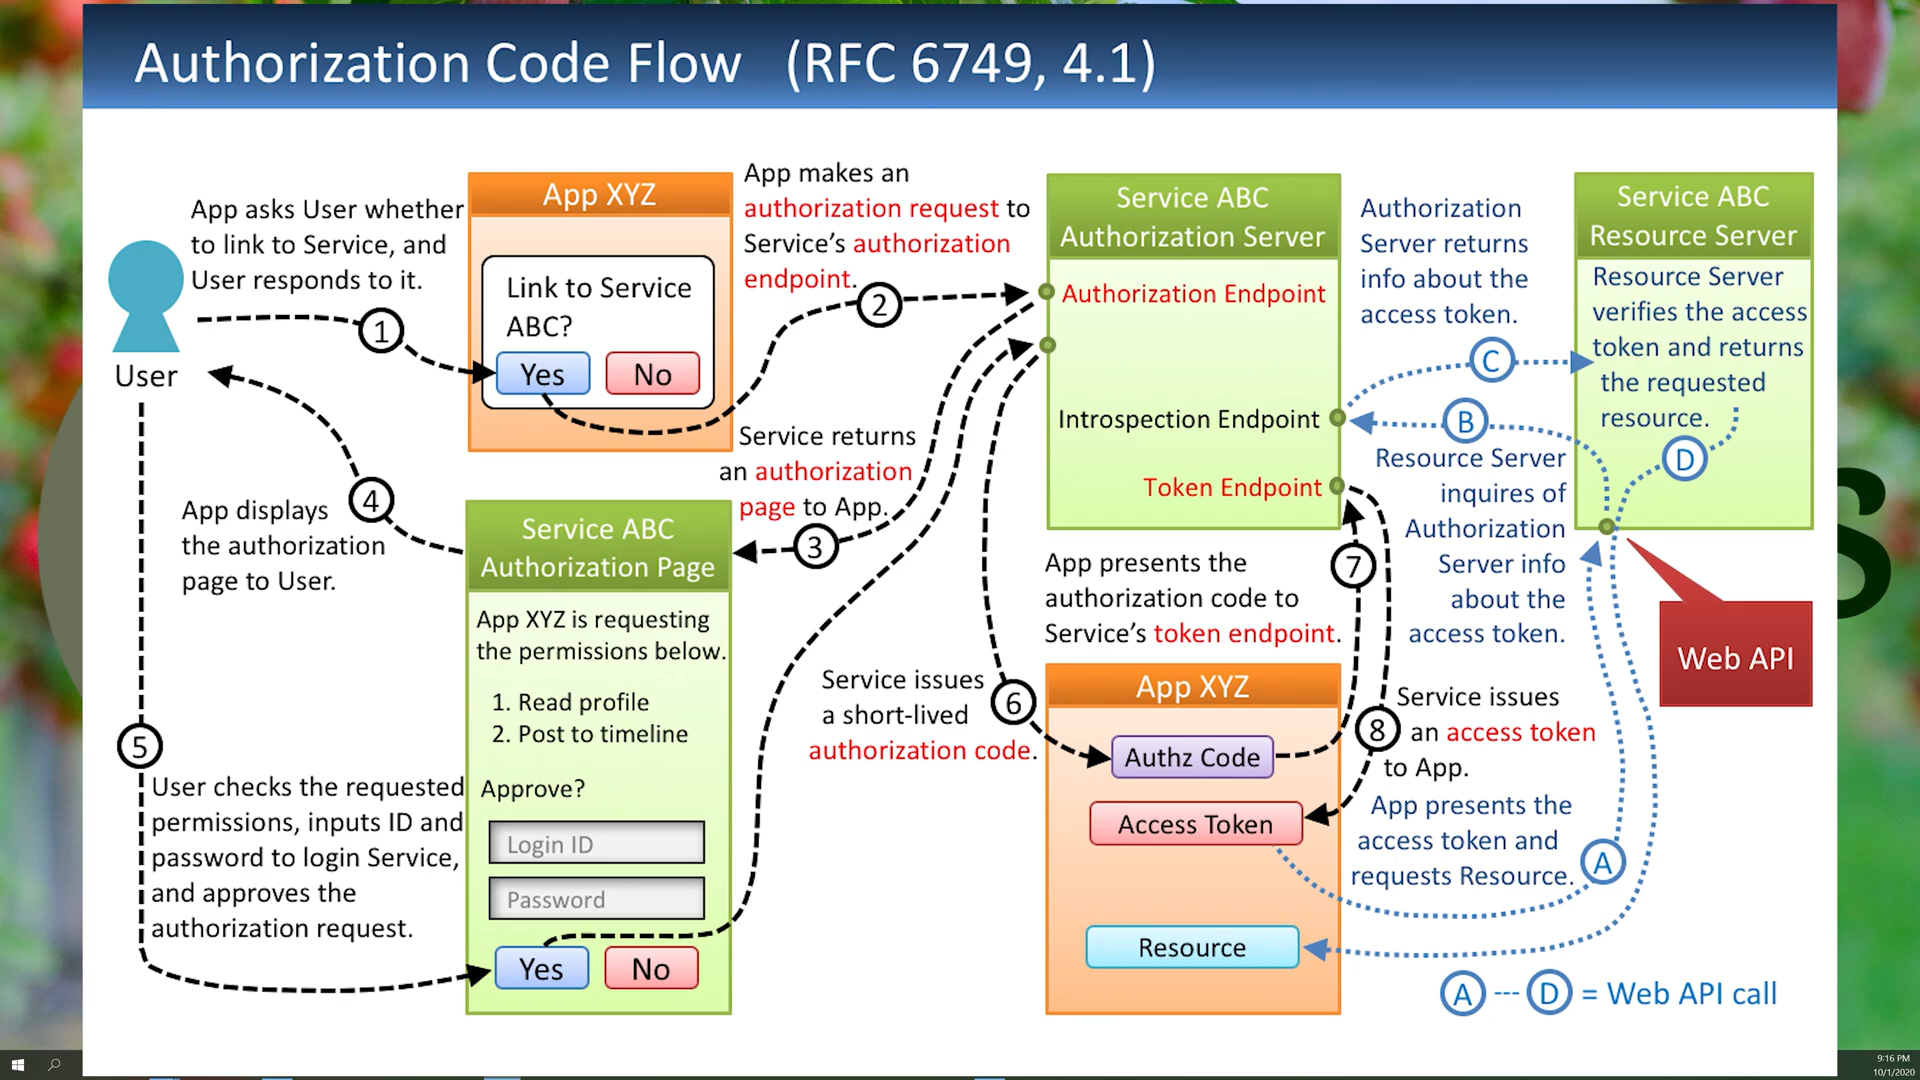 Authorization Code Flow (RFC 6749, 4.1)
App asks User whether
to link to Service, and
User responds to it.
1
User
App XYZ
Link to Service
ABC?
Yes
No
App makes an
authorization request to
Service's authorization
endpoint.
2
Service ABC
Authorization Server
Authorization Endpoint
Introspection Endpoint
Token Endpoint
Authorization
Server returns
info about the
access token.
C
B
Service ABC
Resource Server
Resource Server
verifies the access
token and returns
the requested
resource.
D
Resource Server
inquires of
Authorization
Server info
about the
access token.
Web API
Service returns
an authorization
page to App.
3
4
App displays
the authorization
page to User.
5
User checks the requested
permissions, inputs ID and
password to login Service,
and approves the
authorization request.
Service ABC
Authorization Page
App XYZ is requesting
the permissions below.
1. Read profile
2. Post to timeline
Approve?
Login ID
Password
Yes
No
Service issues
a short-lived
authorization code.
6
App presents the
authorization code to
Service's token endpoint.
7
App XYZ
Authz Code
Access Token
Resource
8
Service issues
an access token
to App.
App presents the
access token and
requests Resource.
A
A --- D = Web API call
s
9:16 PM
10/1/2020